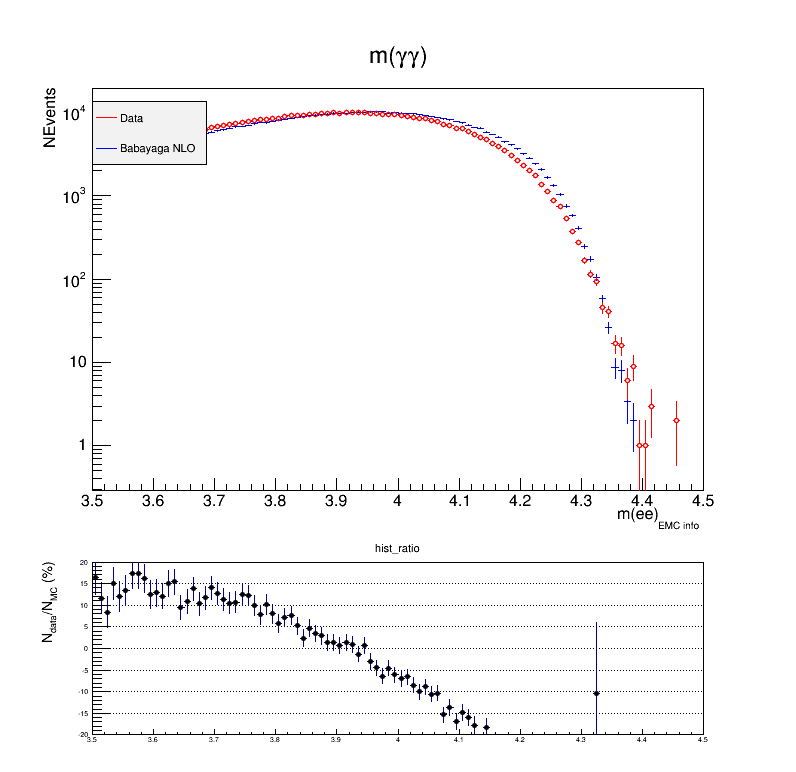 m(γγ)
NEvents
Data
Babayaga NLO
10⁴
10³
10²
10
1
3.5 3.6 3.7 3.8 3.9 4 4.1 4.2 4.3 4.4 4.5
m(ee)EMC info
hist_ratio
Ndata/NMC (%)
20
15
10
5
0
-5
-10
-15
-20
3.5 3.6 3.7 3.8 3.9 4 4.1 4.2 4.3 4.4 4.5